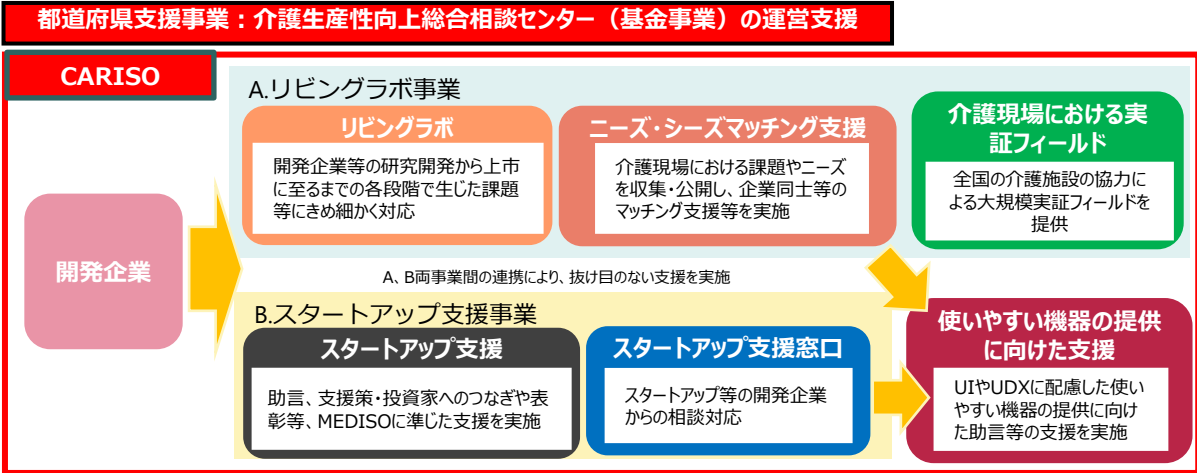 都道府県支援事業：介護生産性向上総合相談センター（基金事業）の運営支援
CARISO
開発企業
A.リビングラボ事業
リビングラボ
開発企業等の研究開発から上市
に至るまでの各段階で生じた課題
等にきめ細かく対応
ニーズ・シーズマッチング支援
介護現場における課題やニーズ
を収集・公開し、企業同士等の
マッチング支援等を実施
介護現場における実
証フィールド
全国の介護施設の協力に
よる大規模実証フィールドを
提供
A、B両事業間の連携により、抜け目のない支援を実施
B.スタートアップ支援事業
スタートアップ支援
助言、支援策・投資家へのつなぎや表
彰等、MEDISOに準じた支援を実施
スタートアップ支援窓口
スタートアップ等の開発企業
からの相談対応
使いやすい機器の提供
に向けた支援
UIやUDXに配慮した使い
やすい機器の提供に向け
た助言等の支援を実施